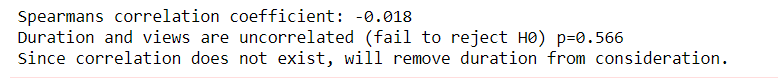 Spearmans correlation coefficient: -0.018
Duration and views are uncorrelated (fail to reject H0) p=0.566
Since correlation does not exist, will remove duration from consideration.